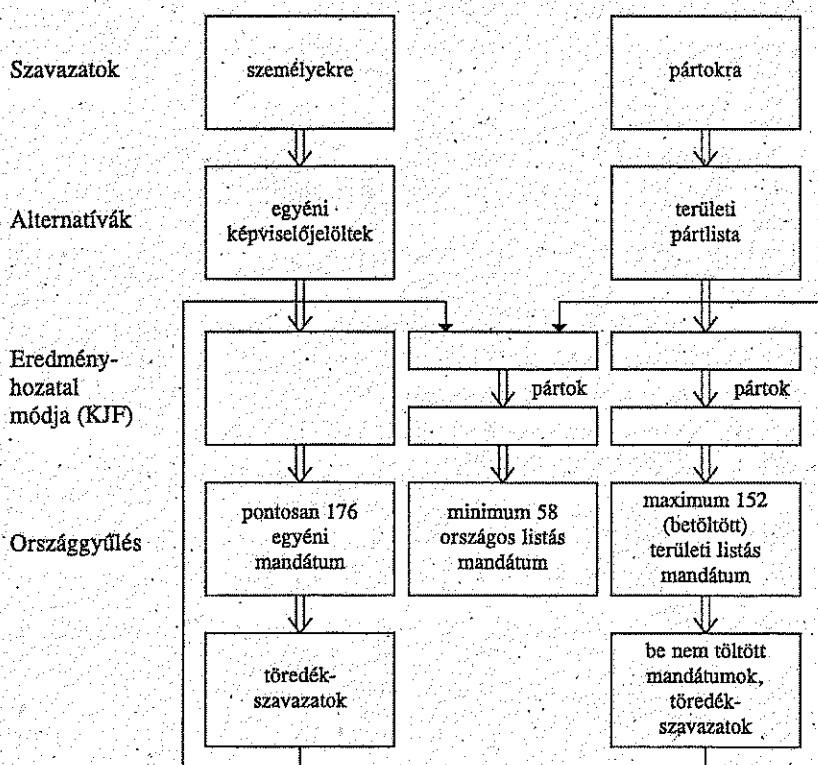 Szavazatok
személyekre
pártokra
Alternatívák
egyéni
képviselőjelöltek
területi
pártlista
Eredmény-
hozatal
módja (KJF)
pártok
pártok
Országgyűlés
pontosan 176
egyéni
mandátum
minimum 58
országos listás
mandátum
maximum 152
(betöltött)
területi listás
mandátum
töredék-
szavazatok
be nem töltött
mandátumok,
töredék-
szavazatok